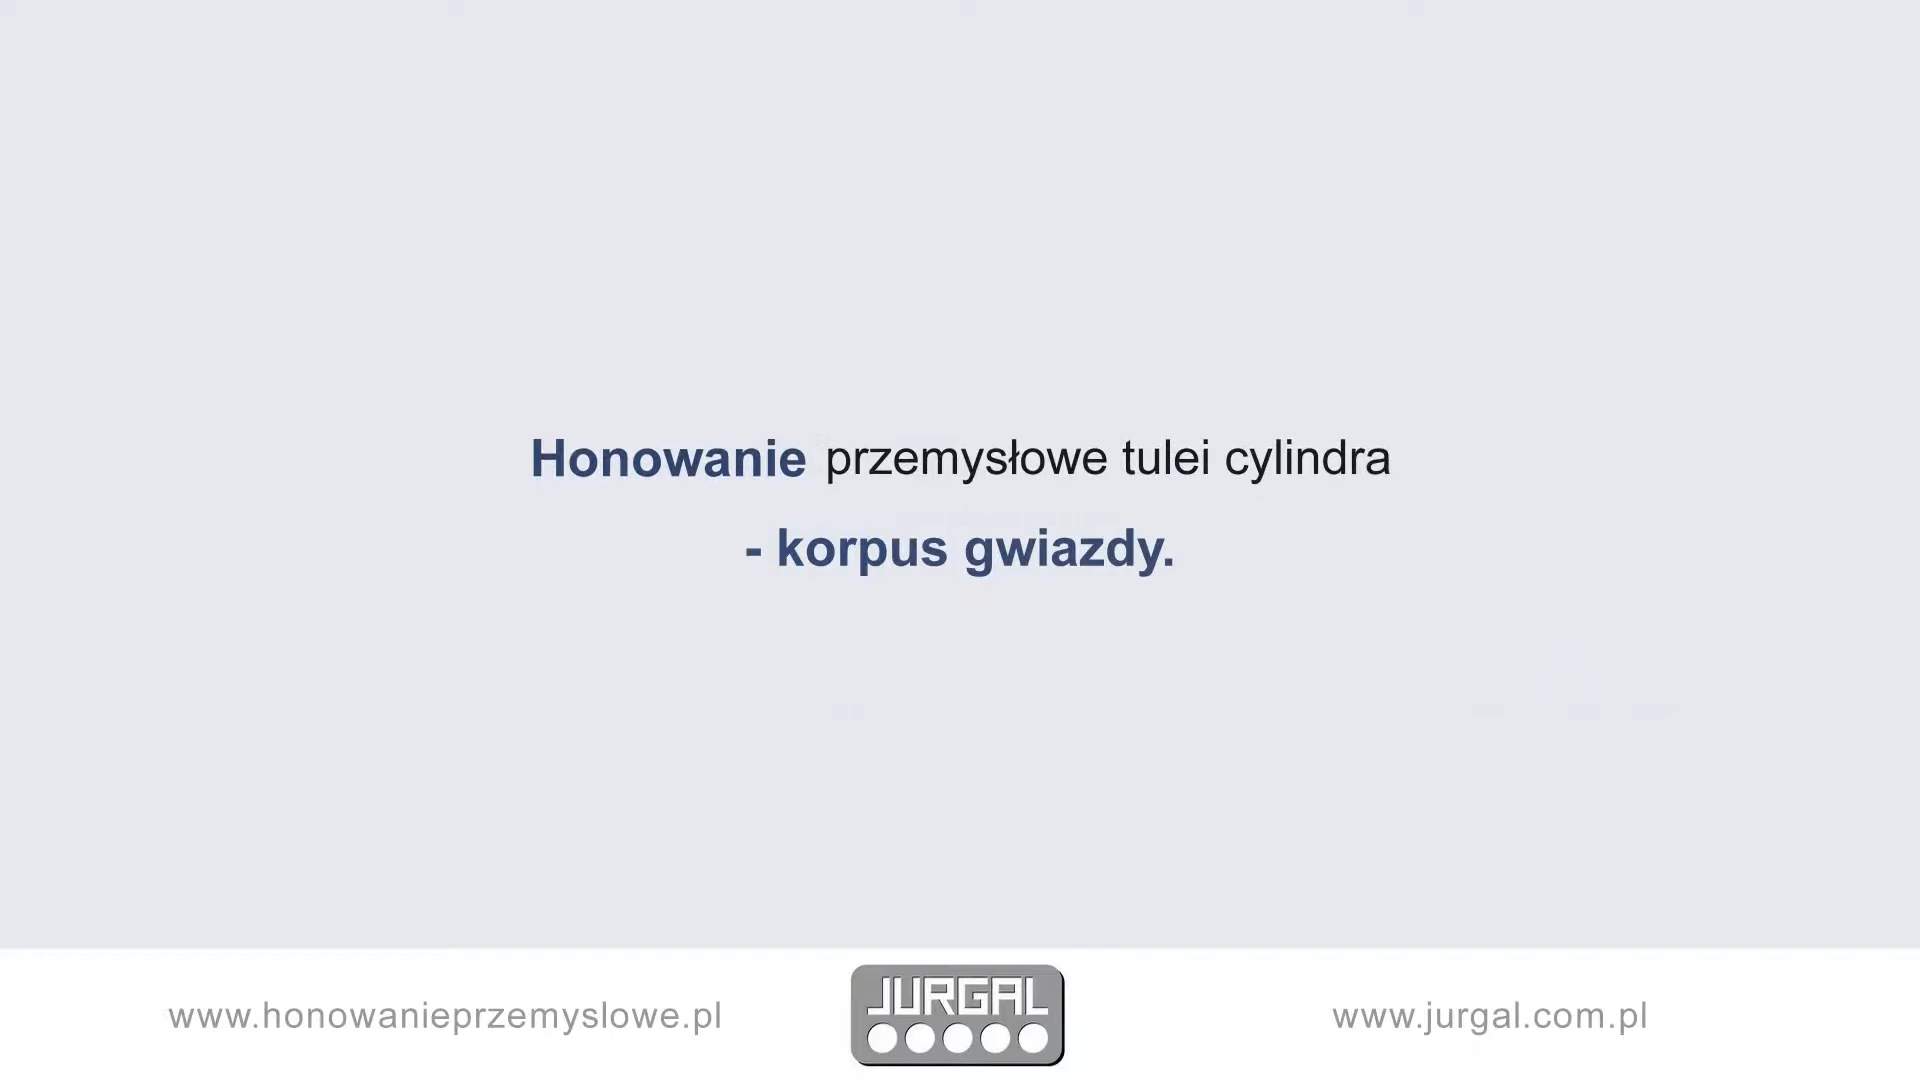 Honowanie przemysłowe tulei cylindra
- korpus gwiazdy.
www.honowanieprzemyslowe.pl
JURGAL
www.jurgal.com.pl